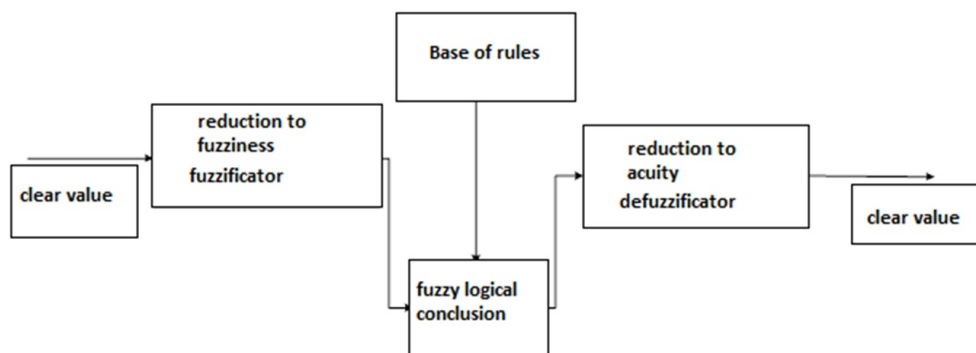 Base of rules
reduction to
fuzziness
fuzzificator
clear value
reduction to
acuity
defuzzificator
clear value
fuzzy logical
conclusion